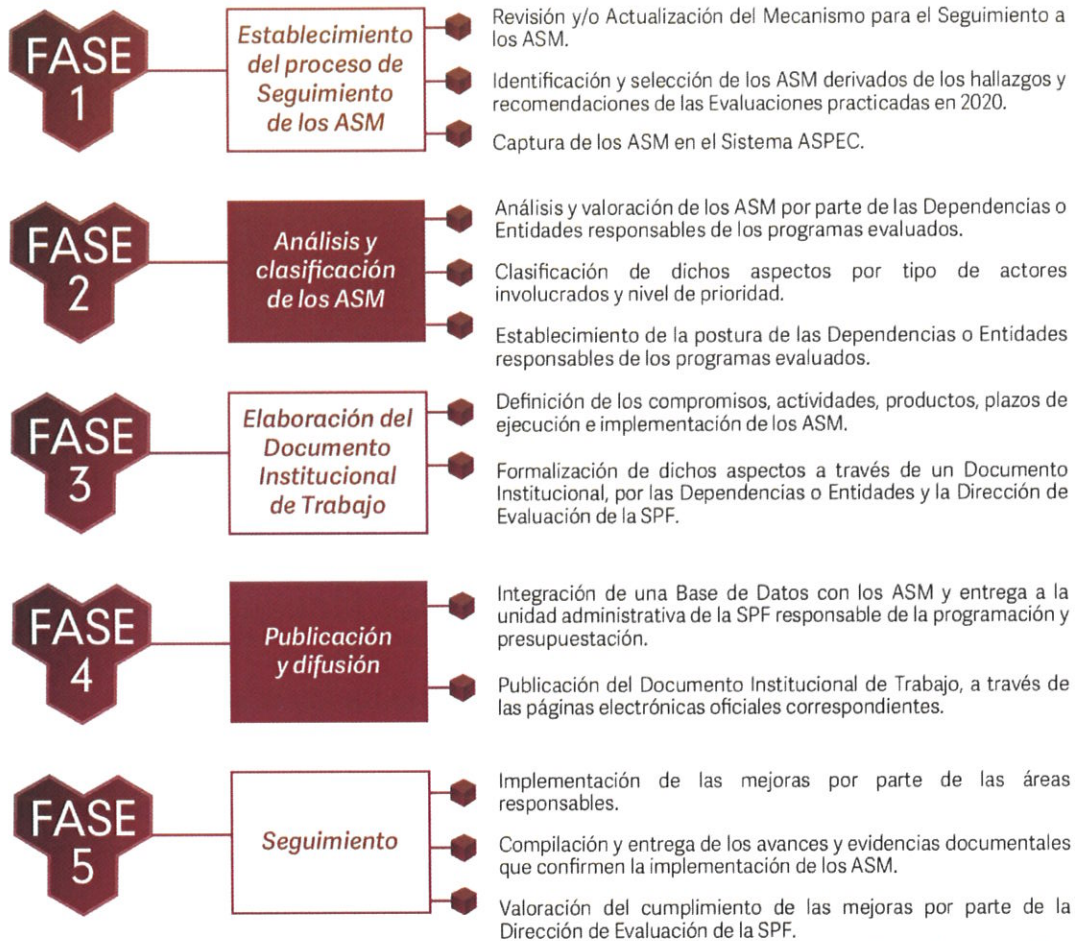 FASE
1
Establecimiento
del proceso de
Seguimiento
de los ASM
Revisión y/o Actualización del Mecanismo para el Seguimiento a
los ASM.
Identificación y selección de los ASM derivados de los hallazgos y
recomendaciones de las Evaluaciones practicadas en 2020.
Captura de los ASM en el Sistema ASPEC.
FASE
2
Análisis y
clasificación
de los ASM
Análisis y valoración de los ASM por parte de las Dependencias o
Entidades responsables de los programas evaluados.
Clasificación de dichos aspectos por tipo de actores
involucrados y nivel de prioridad.
Establecimiento de la postura de las Dependencias o Entidades
responsables de los programas evaluados.
FASE
3
Elaboración del
Documento
Institucional
de Trabajo
Definición de los compromisos, actividades, productos, plazos de
ejecución e implementación de los ASM.
Formalización de dichos aspectos a través de un Documento
Institucional, por las Dependencias o Entidades y la Dirección de
Evaluación de la SPF.
FASE
4
Publicación
y difusión
Integración de una Base de Datos con los ASM y entrega a la
unidad administrativa de la SPF responsable de la programación y
presupuestación.
Publicación del Documento Institucional de Trabajo, a través de
las páginas electrónicas oficiales correspondientes.
FASE
5
Seguimiento
Implementación de las mejoras por parte de las áreas
responsables.
Compilación y entrega de los avances y evidencias documentales
que confirmen la implementación de los ASM.
Valoración del cumplimiento de las mejoras por parte de la
Dirección de Evaluación de la SPF.